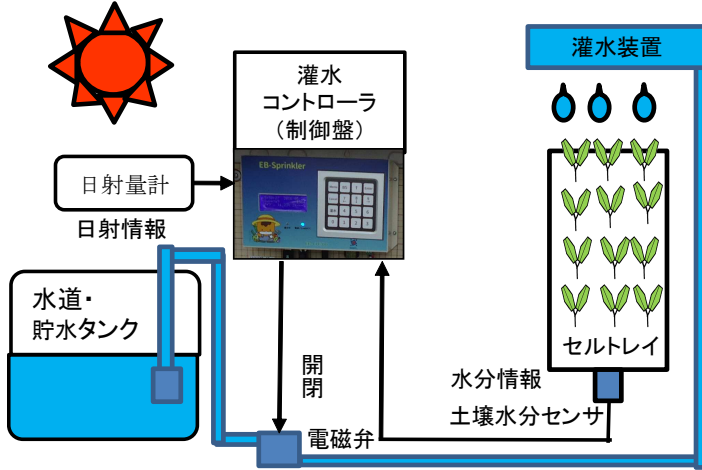 灌水装置
灌水
コントローラ
（制御盤）
EB-Sprinkler
日射量計
日射情報
水道・
貯水タンク
開閉
セルトレイ
水分情報
土壌水分センサ
電磁弁